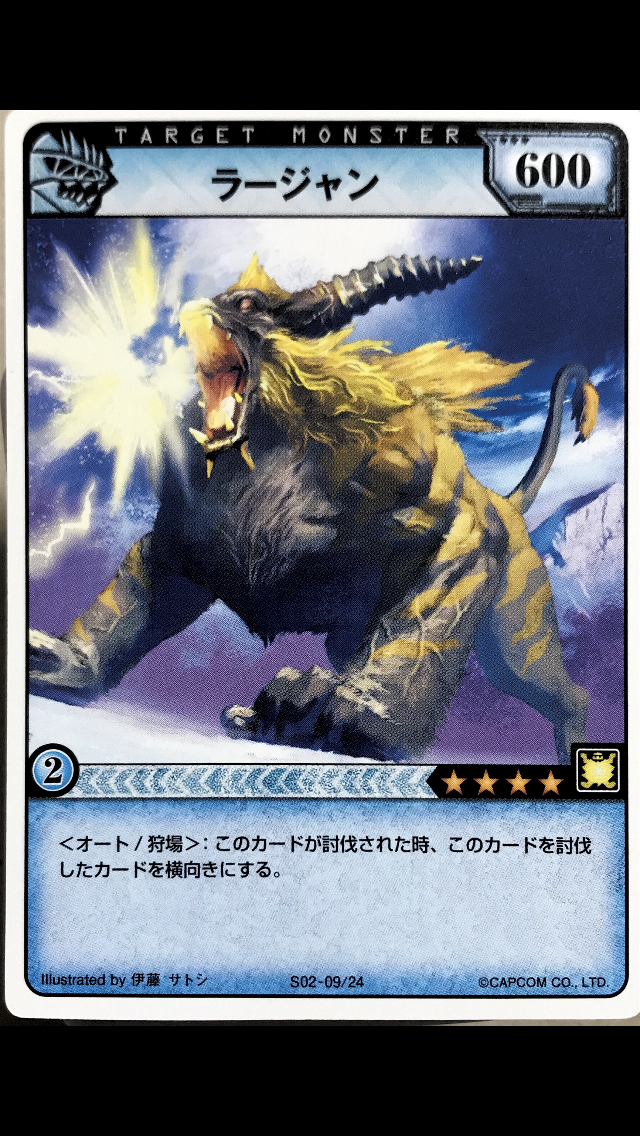 TARGET MONSTER
ラージャン
600
2
<オート / 狩場>：このカードが討伐された時、このカードを討伐
したカードを横向きにする。
Illustrated by 伊藤 サトシ
S02-09/24
©CAPCOM CO., LTD.